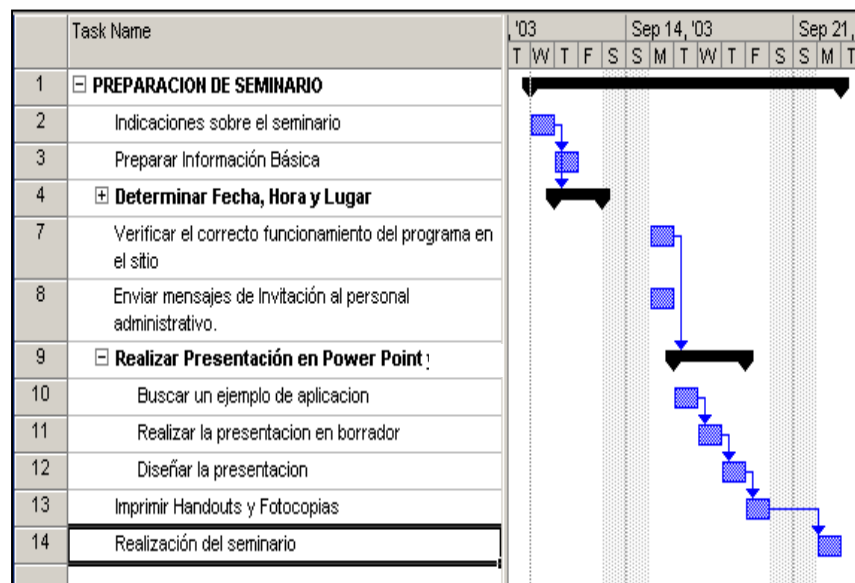 Task Name
, '03
Sep 14, '03
Sep 21,
T W T F S S M T W T F S S M T
1 PREPARACION DE SEMINARIO
2 Indicaciones sobre el seminario
3 Preparar Información Básica
4 Determinar Fecha, Hora y Lugar
7 Verificar el correcto funcionamiento del programa en
el sitio
8 Enviar mensajes de Invitación al personal
administrativo.
9 Realizar Presentación en Power Point
10 Buscar un ejemplo de aplicacion
11 Realizar la presentacion en borrador
12 Diseñar la presentacion
13 Imprimir Handouts y Fotocopias
14 Realización del seminario